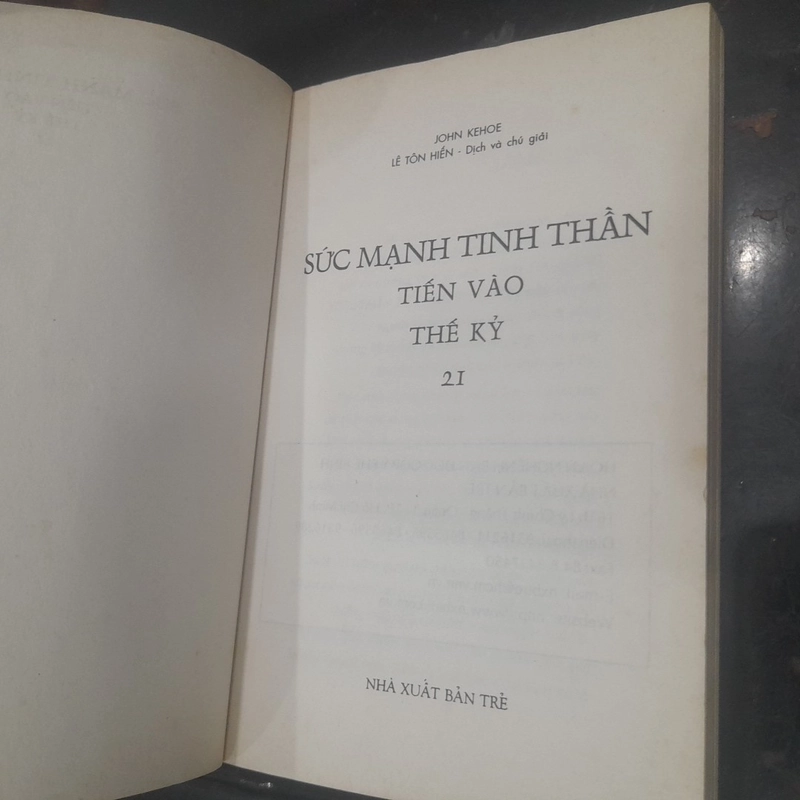 JOHN KEHOE
LÊ TÔN HIẾN - Dịch và chú giải
SỨC MẠNH TINH THẦN
TIẾN VÀO
THẾ KỶ
21
NHÀ XUẤT BẢN TRẺ